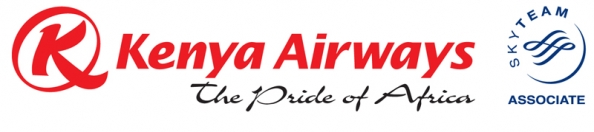 K Kenya Airways
The Pride of Africa
SKYTEAM
ASSOCIATE